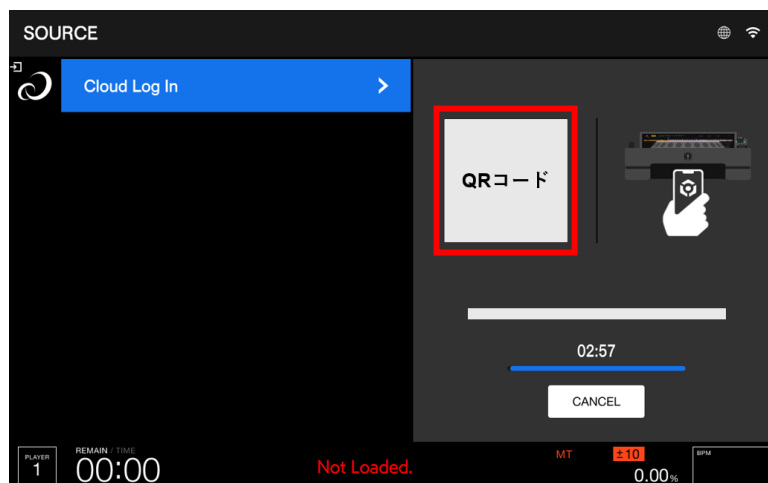 SOURCE
Cloud Log In
QRコード
02:57
CANCEL
PLAYER
1
REMAIN / TIME
00:00
Not Loaded.
MT
±10
0.00%
BPM